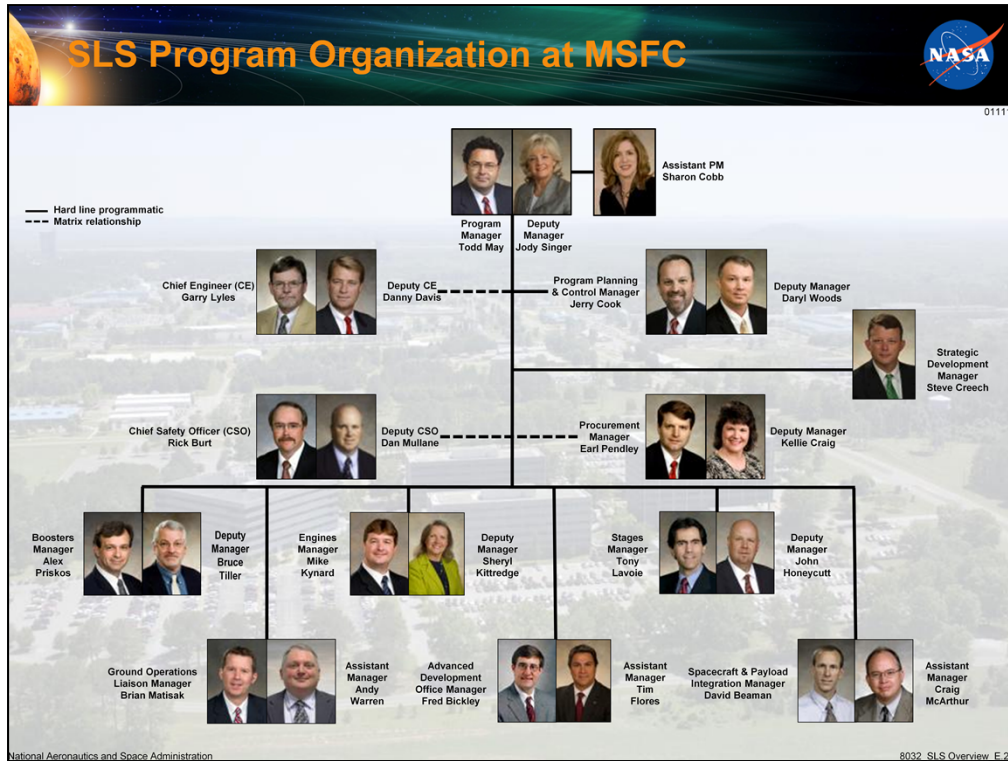 SLS Program Organization at MSFC
NASA
01111
Assistant PM
Sharon Cobb
Hard line programmatic
Matrix relationship
Program
Manager
Todd May
Deputy
Manager
Jody Singer
Chief Engineer (CE)
Garry Lyles
Deputy CE
Danny Davis
Program Planning
& Control Manager
Jerry Cook
Deputy Manager
Daryl Woods
Strategic
Development
Manager
Steve Creech
Chief Safety Officer (CSO)
Rick Burt
Deputy CSO
Dan Mullane
Procurement
Manager
Earl Pendley
Deputy Manager
Kellie Craig
Boosters
Manager
Alex
Priskos
Deputy
Manager
Bruce
Tiller
Engines
Manager
Mike
Kynard
Deputy
Manager
Sheryl
Kittredge
Stages
Manager
Tony
Lavoie
Deputy
Manager
John
Honeycutt
Ground Operations
Liaison Manager
Brian Matisak
Assistant
Manager
Andy
Warren
Advanced
Development
Office Manager
Fred Bickley
Assistant
Manager
Tim
Flores
Spacecraft & Payload
Integration Manager
David Beaman
Assistant
Manager
Craig
McArthur
National Aeronautics and Space Administration
8032_SLS Overview_E.2